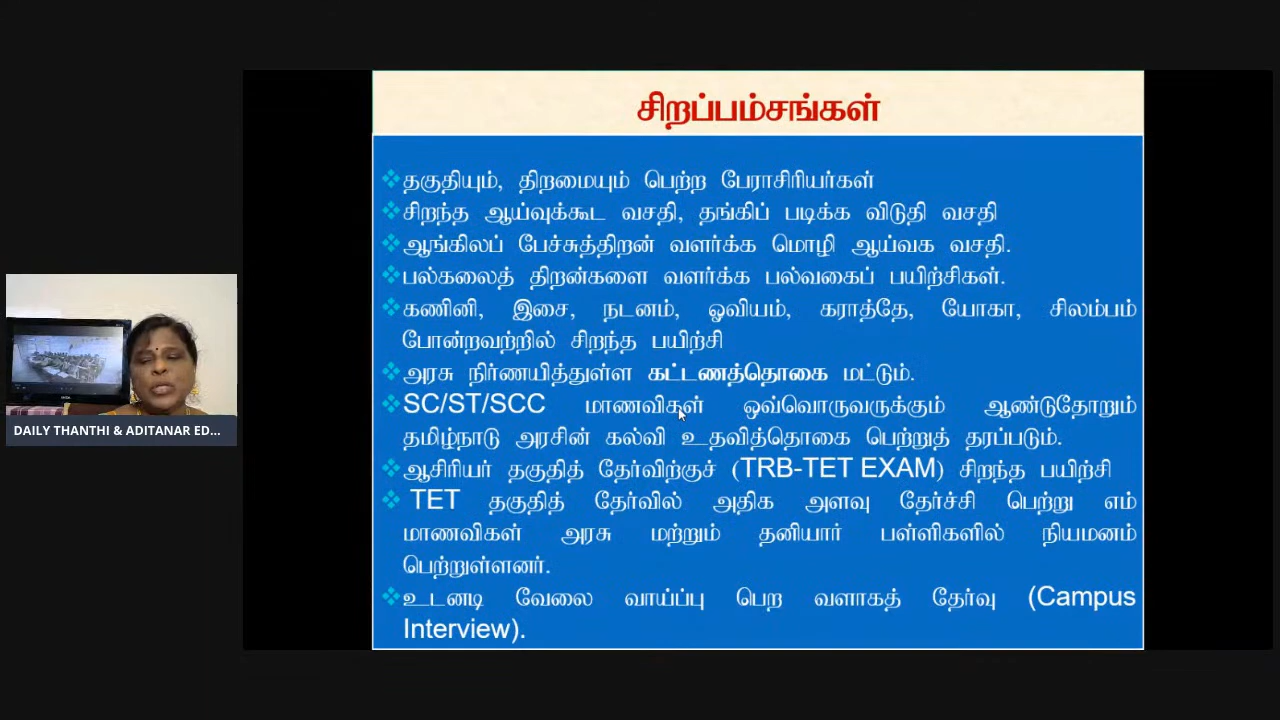 சிறப்பம்சங்கள்
தகுதியும், திறமையும் பெற்ற பேராசிரியர்கள்
சிறந்த ஆய்வுக்கூட வசதி, தங்கிப் படிக்க விடுதி வசதி
ஆங்கிலப் பேச்சுத்திறன் வளர்க்க மொழி ஆய்வக வசதி.
பல்கலைத் திறன்களை வளர்க்க பல்வகைப் பயிற்சிகள்.
கணினி, இசை, நடனம், ஓவியம், கராத்தே, யோகா, சிலம்பம்
போன்றவற்றில் சிறந்த பயிற்சி
அரசு நிர்ணயித்துள்ள கட்டணத்தொகை மட்டும்.
SC/ST/SCC மாணவிகள் ஒவ்வொருவருக்கும் ஆண்டுதோறும்
தமிழ்நாடு அரசின் கல்வி உதவித்தொகை பெற்றுத் தரப்படும்.
ஆசிரியர் தகுதித் தேர்விற்குச் (TRB-TET EXAM) சிறந்த பயிற்சி
TET தகுதித் தேர்வில் அதிக அளவு தேர்ச்சி பெற்று எம்
மாணவிகள் அரசு மற்றும் தனியார் பள்ளிகளில் நியமனம்
பெற்றுள்ளனர்.
உடனடி வேலை வாய்ப்பு பெற வளாகத் தேர்வு (Campus
Interview).
DAILY THANTHI & ADITANAR ED...